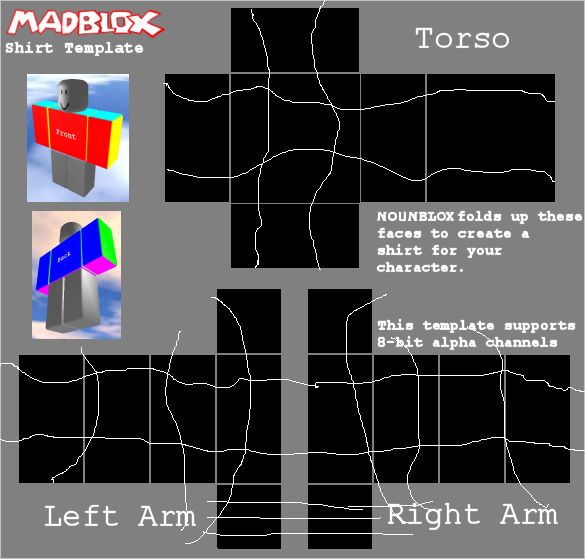 MADBLOX
Shirt Template
Torso
Front
Back
NOUNBLOX folds up these
faces to create a
shirt for your
character.
This template supports
8-bit alpha channels
Left Arm
Right Arm